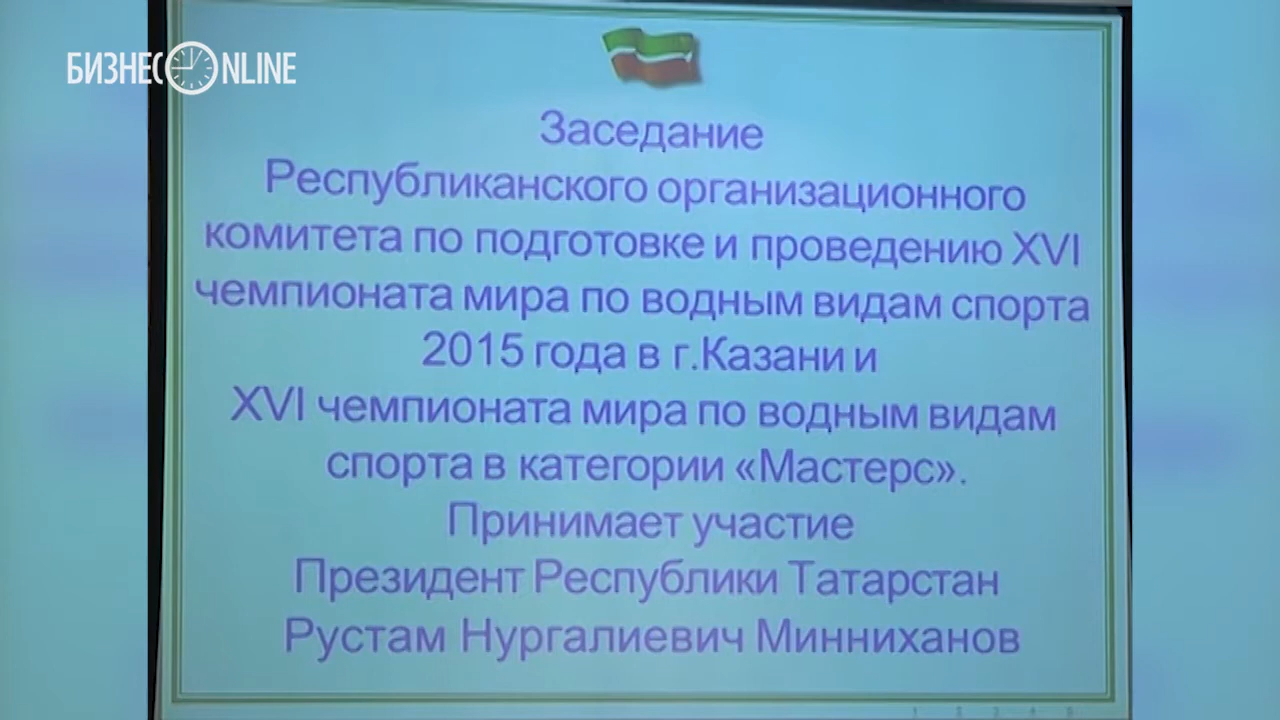 БИЗНЕС ONLINE
Заседание
Республиканского организационного
комитета по подготовке и проведению XVI
чемпионата мира по водным видам спорта
2015 года в г.Казани и
XVI чемпионата мира по водным видам
спорта в категории «Мастерс».
Принимает участие
Президент Республики Татарстан
Рустам Нургалиевич Минниханов